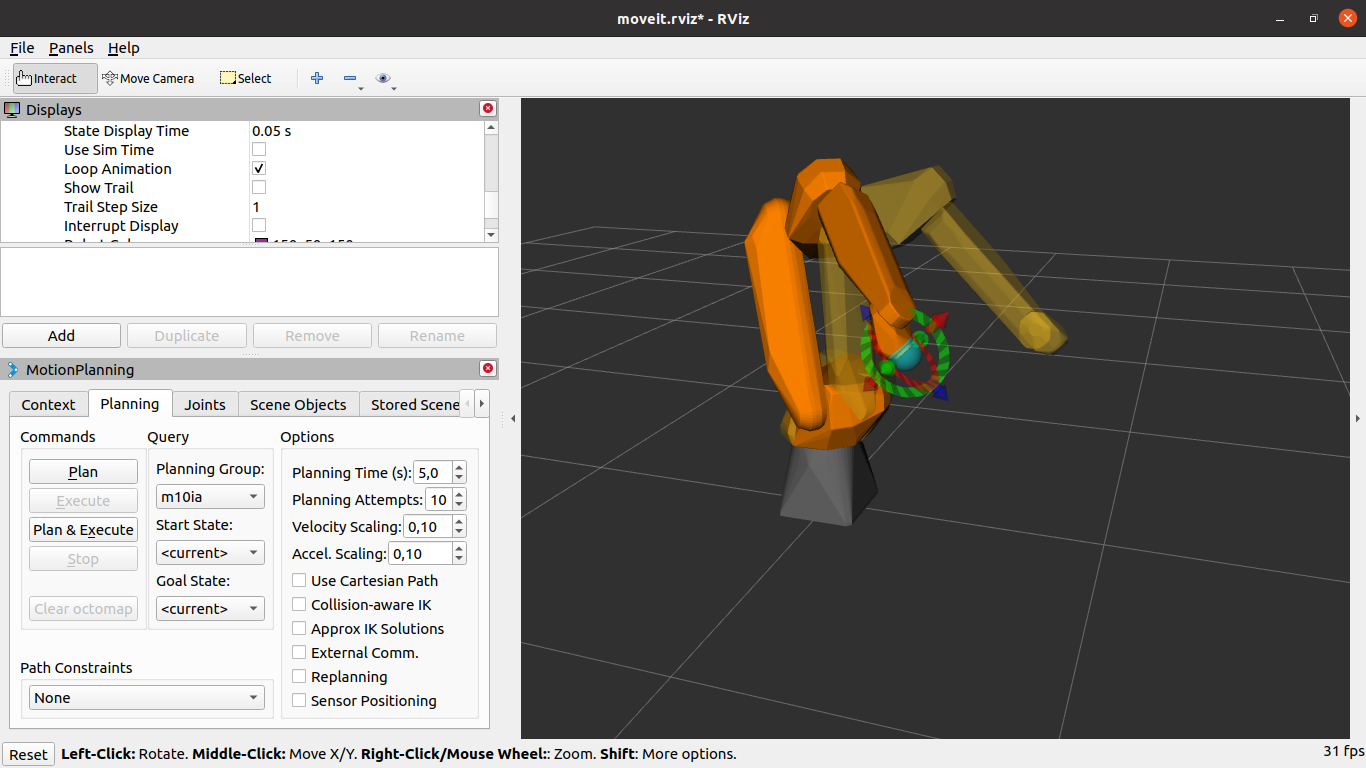 moveit.rviz* - RViz
File Panels Help
Interact Move Camera Select
Displays
State Display Time 0.05 s
Use Sim Time
Loop Animation
Show Trail
Trail Step Size 1
Interrupt Display
Add Duplicate Remove Rename
MotionPlanning
Context Planning Joints Scene Objects Stored Scene
Commands Query Options
Plan
Execute
Plan & Execute
Stop
Clear octomap
Planning Group:
m10ia
Start State:
<current>
Goal State:
<current>
Planning Time (s): 5,0
Planning Attempts: 10
Velocity Scaling: 0,10
Accel. Scaling: 0,10
Use Cartesian Path
Collision-aware IK
Approx IK Solutions
External Comm.
Replanning
Sensor Positioning
Path Constraints
None
Reset Left-Click: Rotate. Middle-Click: Move X/Y. Right-Click/Mouse Wheel:: Zoom. Shift: More options. 31 fps